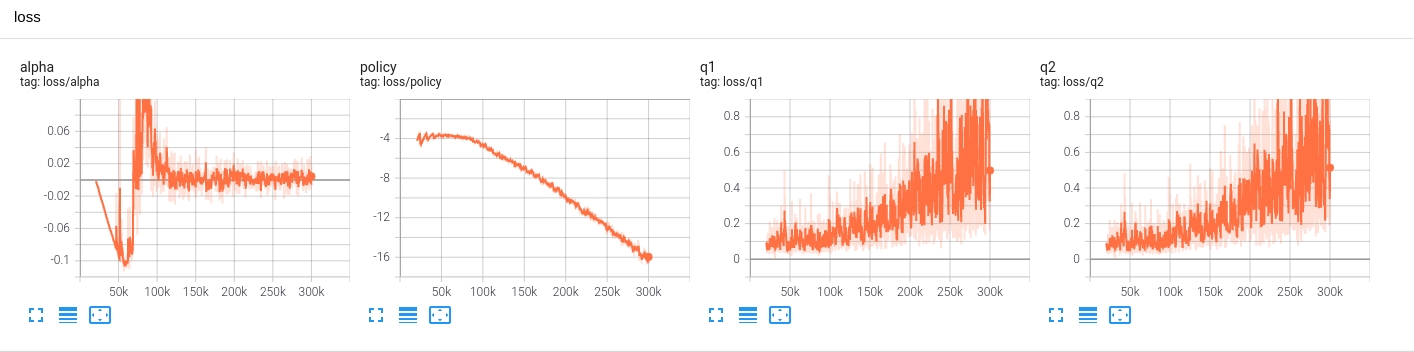 loss
alpha
tag: loss/alpha
0.06
0.02
-0.02
-0.06
-0.1
50k 100k 150k 200k 250k 300k
policy
tag: loss/policy
-4
-8
-12
-16
50k 100k 150k 200k 250k 300k
q1
tag: loss/q1
0.8
0.6
0.4
0.2
0
50k 100k 150k 200k 250k 300k
q2
tag: loss/q2
0.8
0.6
0.4
0.2
0
50k 100k 150k 200k 250k 300k